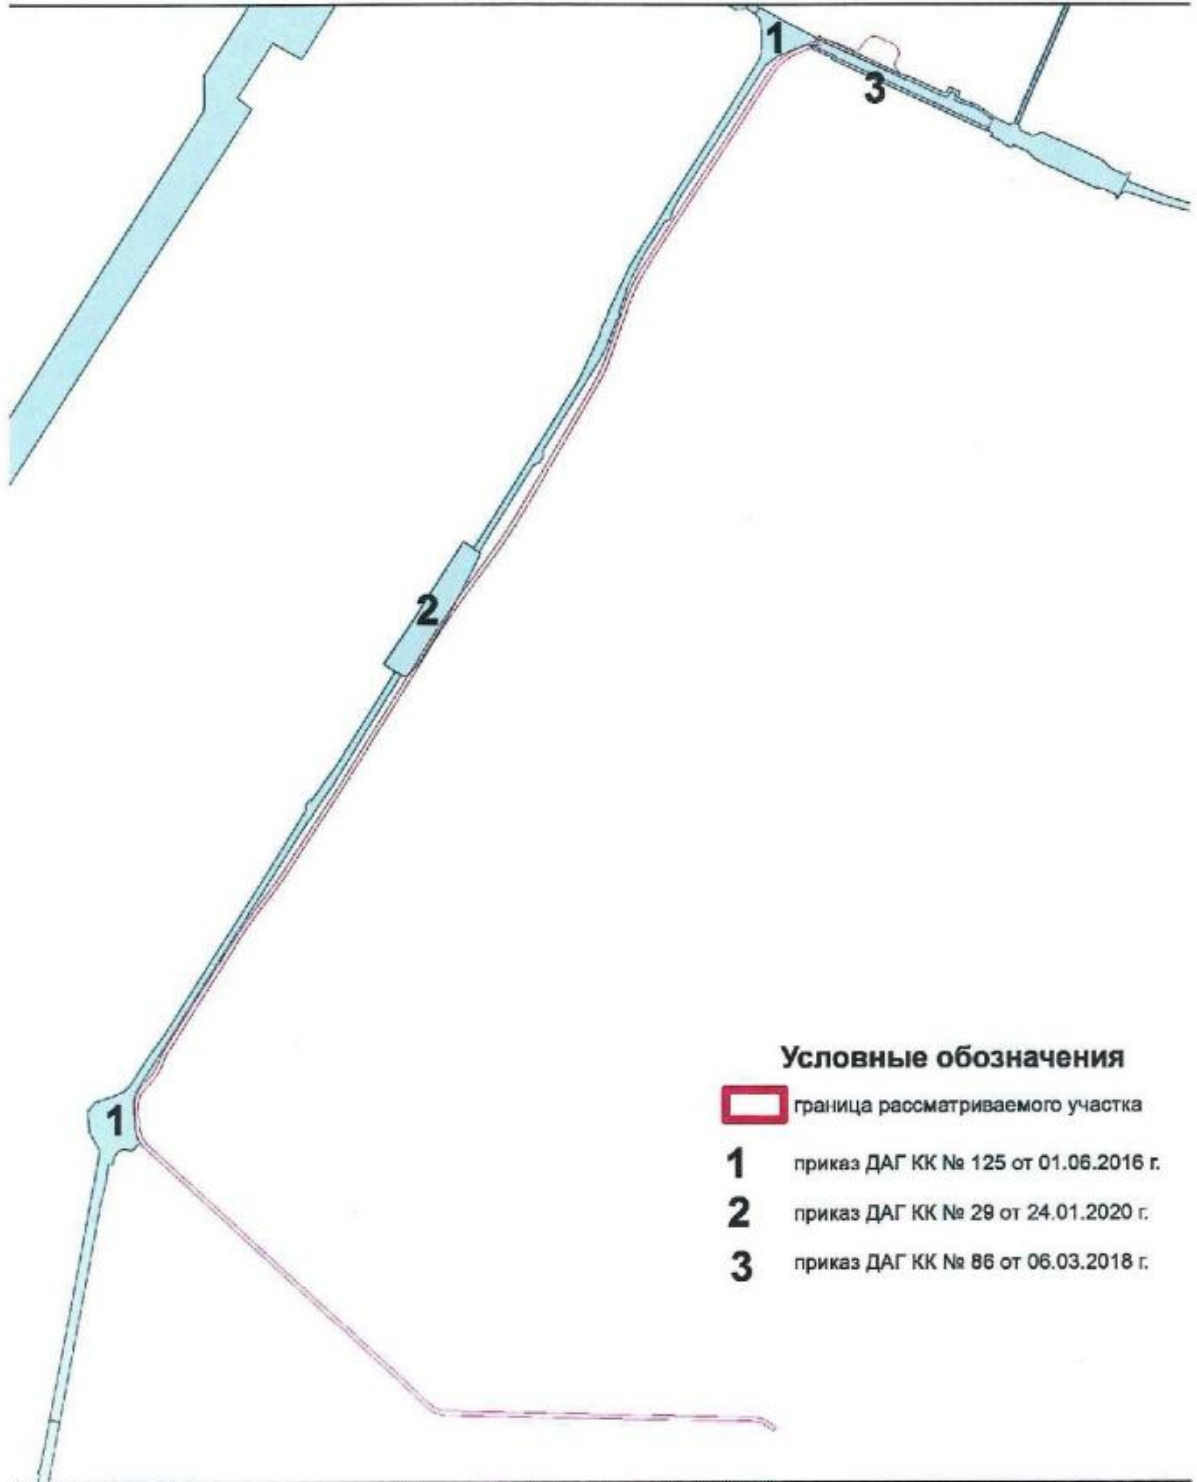 1
3
2
1
Условные обозначения
граница рассматриваемого участка
1 приказ ДАГ КК № 125 от 01.06.2016 г.
2 приказ ДАГ КК № 29 от 24.01.2020 г.
3 приказ ДАГ КК № 86 от 06.03.2018 г.